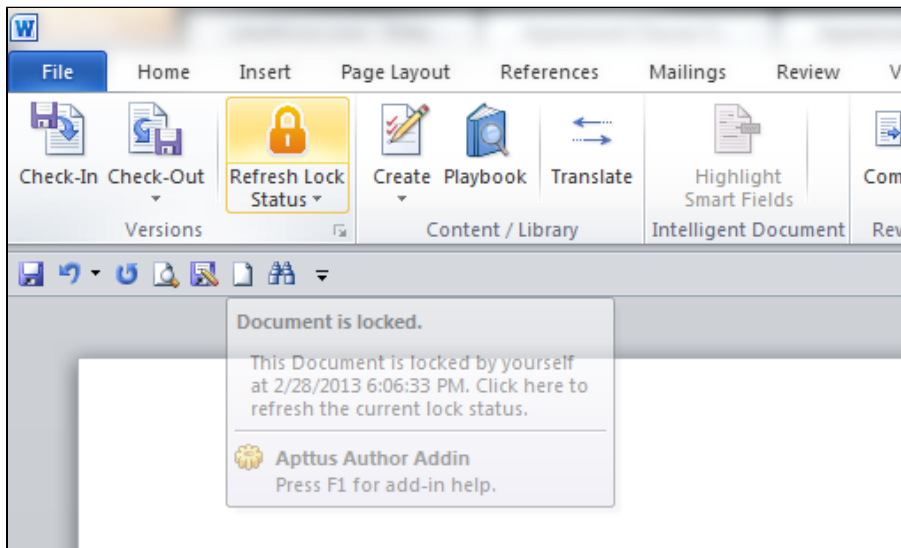 W
File Home Insert Page Layout References Mailings Review V
Check-In Check-Out Refresh Lock Status Create Playbook Translate Highlight Smart Fields Com
Versions Content / Library Intelligent Document Rev
Document is locked.
This Document is locked by yourself
at 2/28/2013 6:06:33 PM. Click here to
refresh the current lock status.
Apttus Author Addin
Press F1 for add-in help.